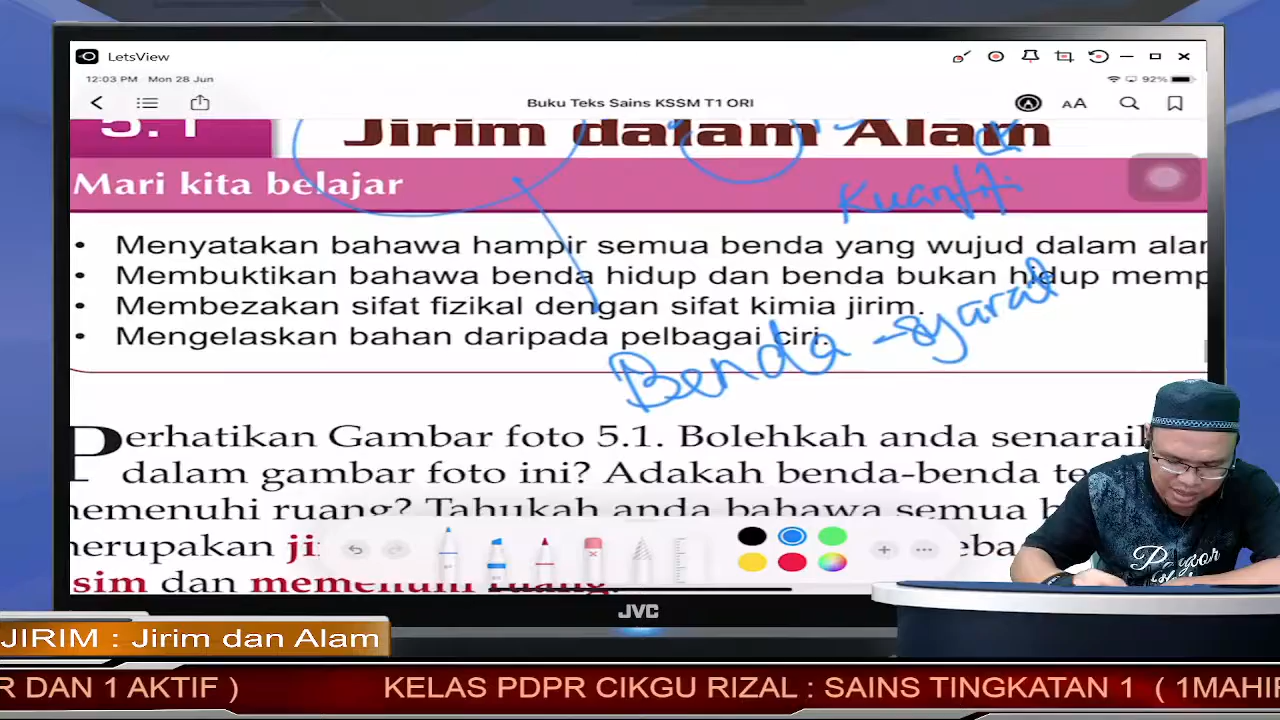 LetsView
12:03 PM Mon 28 Jun
92%
Buku Teks Sains KSSM T1 ORI
AA
5.1 Jirim dalam Alam
Mari kita belajar
Kuantiti
• Menyatakan bahawa hampir semua benda yang wujud dalam alam
• Membuktikan bahawa benda hidup dan benda bukan hidup memp
• Membezakan sifat fizikal dengan sifat kimia jirim.
• Mengelaskan bahan daripada pelbagai ciri.
Benda - syarat
Perhatikan Gambar foto 5.1. Bolehkah anda senarai
dalam gambar foto ini? Adakah benda-benda te
memenuhi ruang? Tahukah anda bahawa semua b
merupakan ji
sim dan memenuhi ruang.
JVC
JIRIM : Jirim dan Alam
R DAN 1 AKTIF ) KELAS PDPR CIKGU RIZAL : SAINS TINGKATAN 1 ( 1MAHI